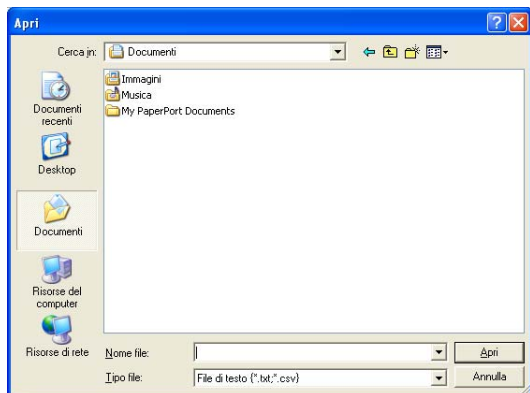 Apri
Cerca in: Documenti
Immagini
Musica
My PaperPort Documents
Documenti
recenti
Desktop
Documenti
Risorse del
computer
Risorse di rete
Nome file:
Apri
Tipo file: File di testo (*.txt;*.csv)
Annulla